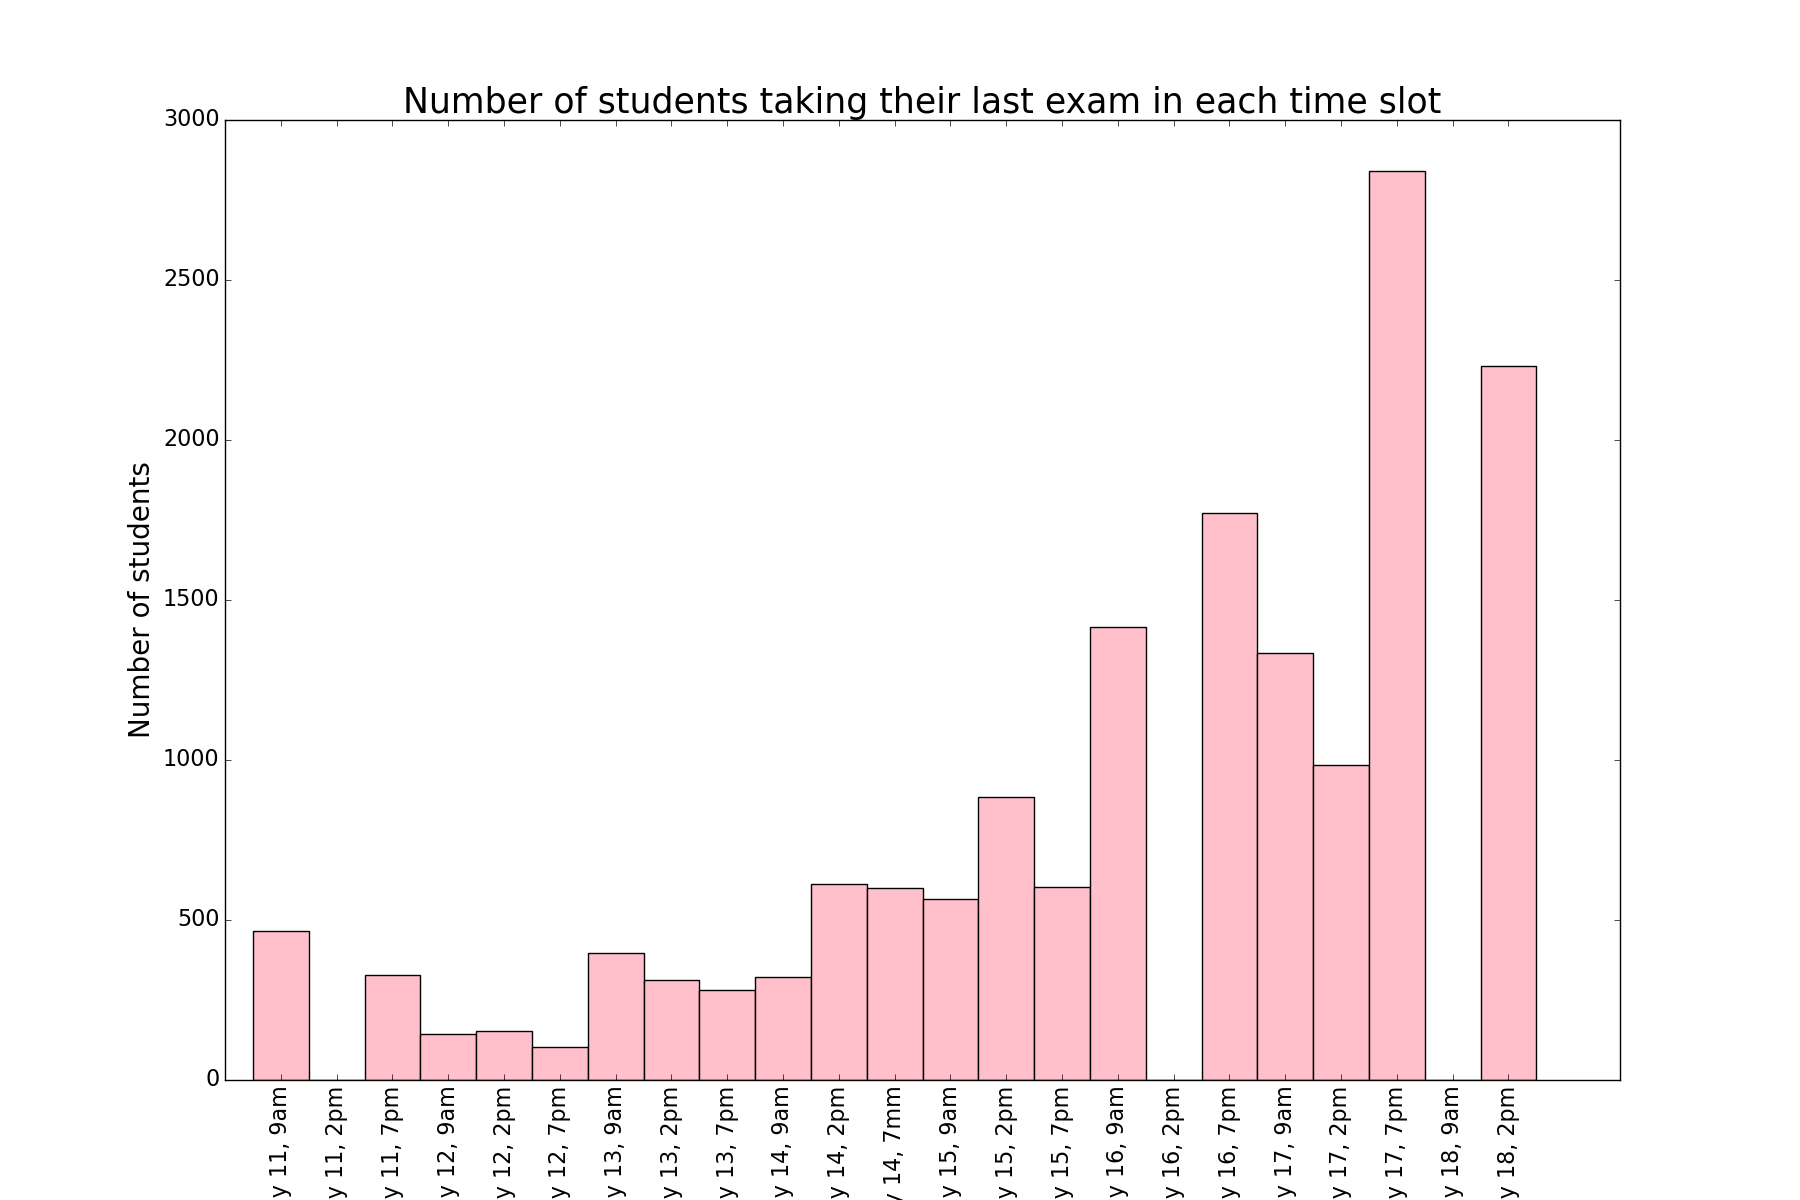 Number of students taking their last exam in each time slot
Number of students
3000
2500
2000
1500
1000
500
0
y 11, 9am
y 11, 2pm
y 11, 7pm
y 12, 9am
y 12, 2pm
y 12, 7pm
y 13, 9am
y 13, 2pm
y 13, 7pm
y 14, 9am
y 14, 2pm
y 14, 7mm
y 15, 9am
y 15, 2pm
y 15, 7pm
y 16, 9am
y 16, 2pm
y 16, 7pm
y 17, 9am
y 17, 2pm
y 17, 7pm
y 18, 9am
y 18, 2pm